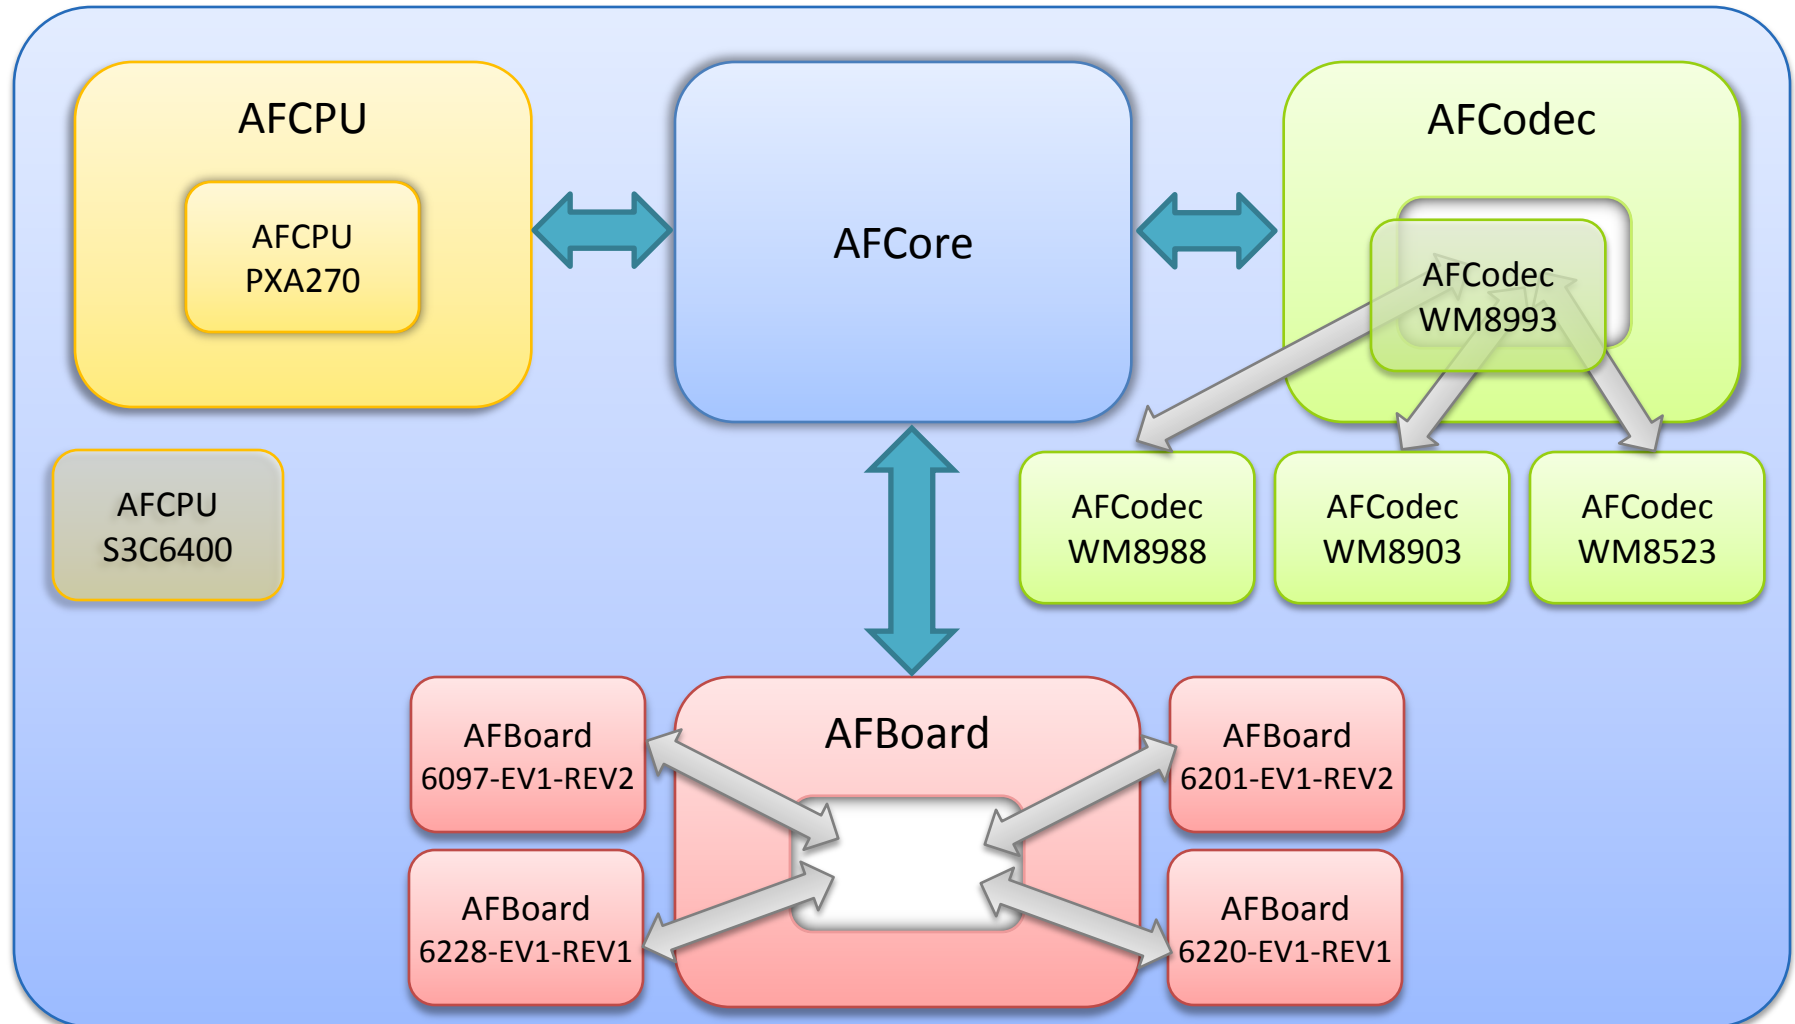 AFCPU
AFCPU
PXA270
AFCore
AFCodec
AFCodec
WM8993
AFCPU
S3C6400
AFCodec
WM8988
AFCodec
WM8903
AFCodec
WM8523
AFBoard
6097-EV1-REV2
AFBoard
AFBoard
6201-EV1-REV2
AFBoard
6228-EV1-REV1
AFBoard
6220-EV1-REV1